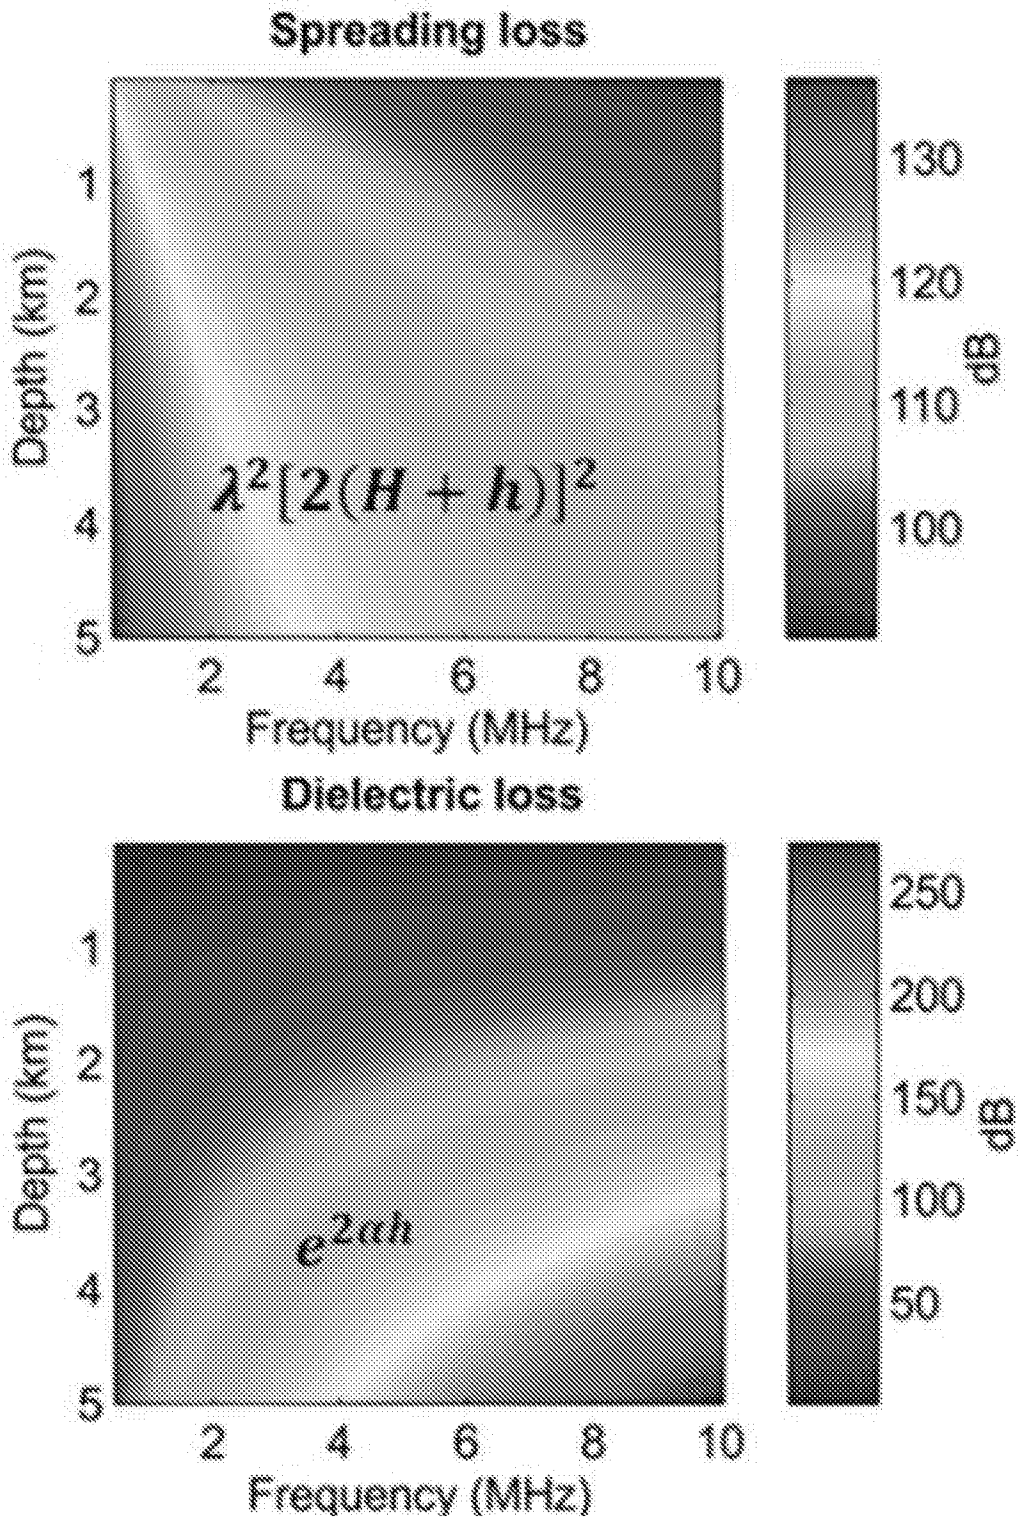 Spreading loss
130
120
110
100
dB
1
2
3
4
5
Depth (km)
λ²[2(H + h)]²
2 4 6 8 10
Frequency (MHz)
Dielectric loss
250
200
150
100
50
dB
1
2
3
4
5
Depth (km)
e^{2αh}
2 4 6 8 10
Frequency (MHz)